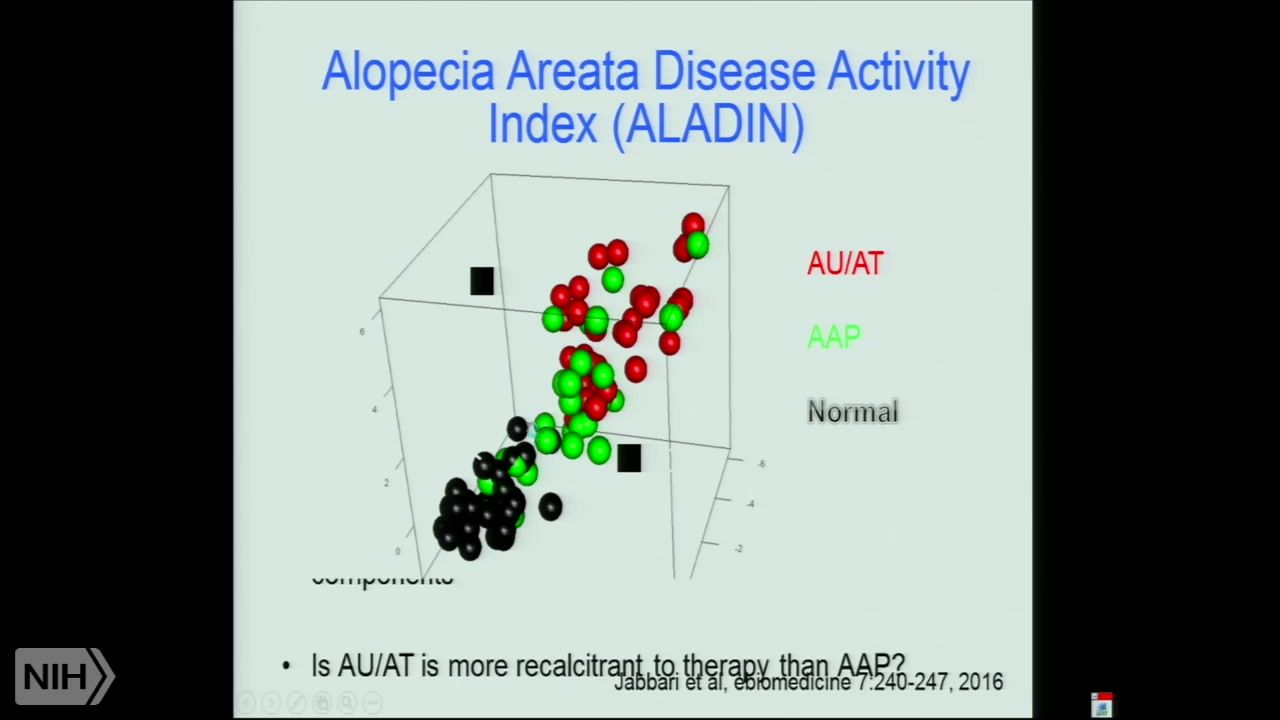 Alopecia Areata Disease Activity
Index (ALADIN)
AU/AT
AAP
Normal
6
4
2
0
-6
-4
-2
components
• Is AU/AT is more recalcitrant to therapy than AAP?
Jabbari et al, ebiomedicine 7:240-247, 2016
NIH